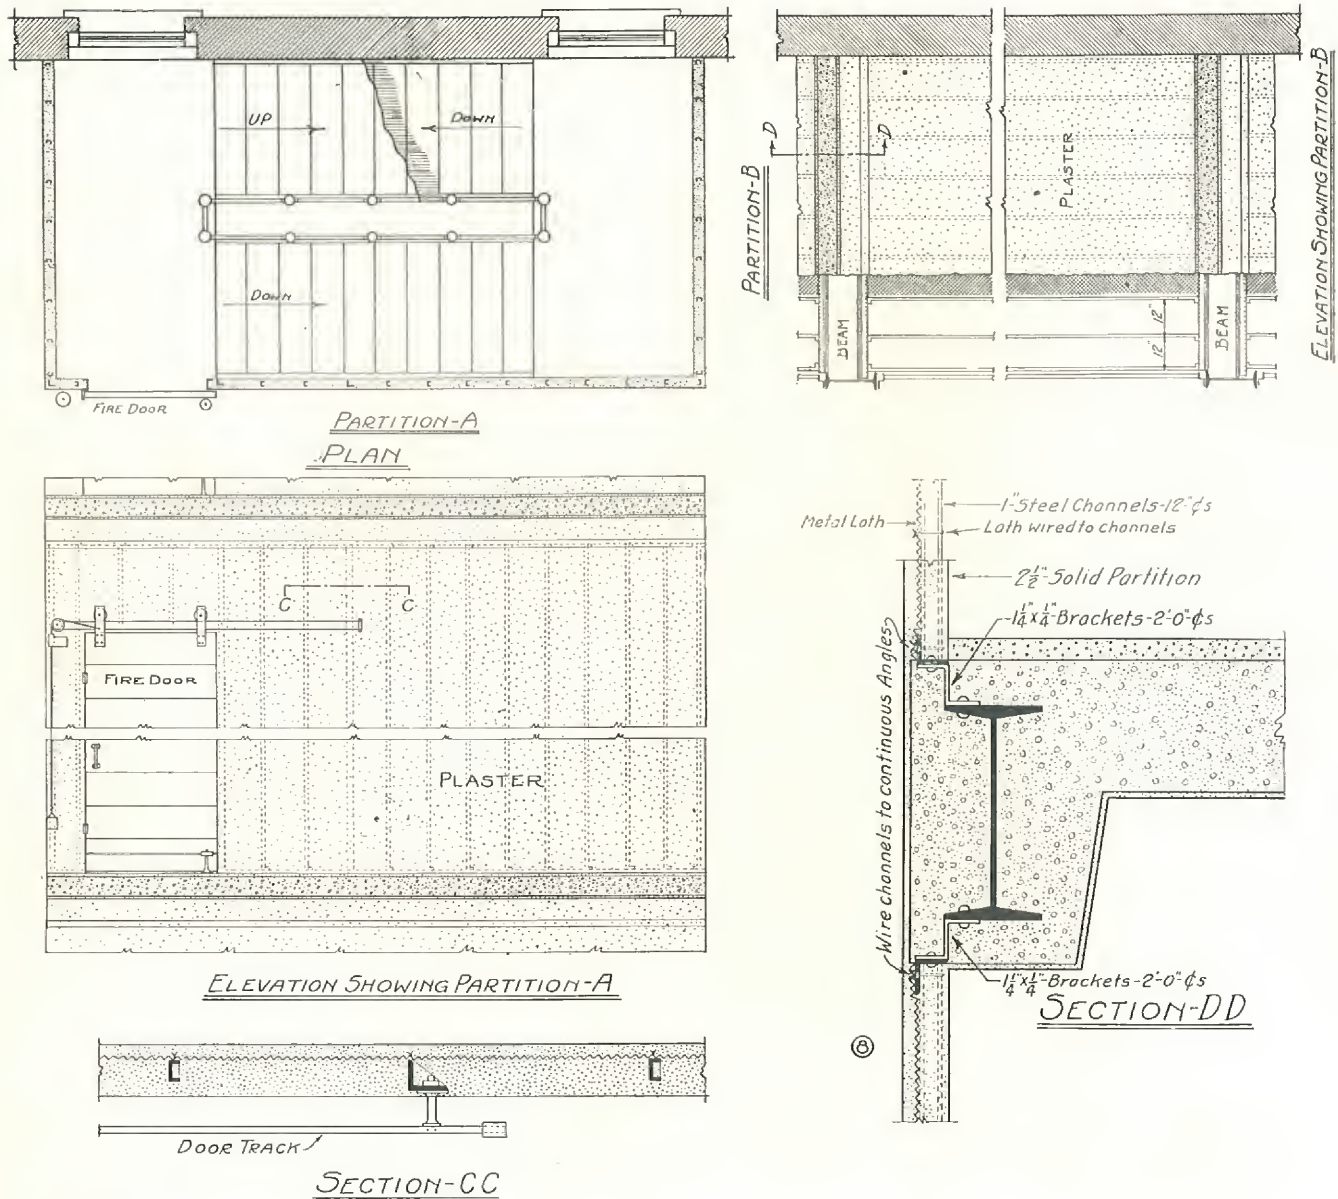 UP
DOWN
DOWN
FIRE DOOR
PARTITION-A
PLAN
D
D
PARTITION-B
PLASTER
BEAM
12"
12"
BEAM
ELEVATION SHOWING PARTITION-B
C
C
FIRE DOOR
PLASTER
ELEVATION SHOWING PARTITION-A
DOOR TRACK
SECTION-CC
Metal Lath
1"Steel Channels-12"¢s
Lath wired to channels
2½"-Solid Partition
1¼"x¼"-Brackets-2'-0"¢s
Wire channels to continuous Angles
1¼"x¼"-Brackets-2'-0"¢s
SECTION-DD
8